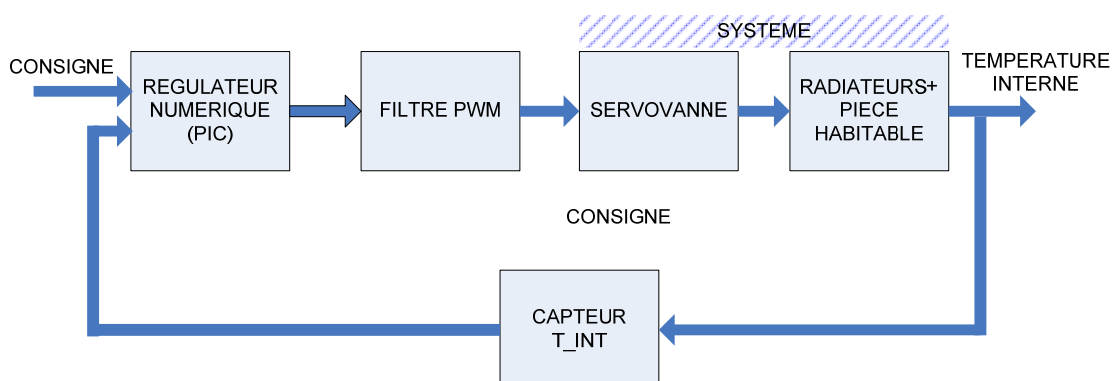 SYSTEME
CONSIGNE
REGULATEUR
NUMERIQUE
(PIC)
FILTRE PWM
SERVOVANNE
RADIATEURS+
PIECE
HABITABLE
TEMPERATURE
INTERNE
CONSIGNE
CAPTEUR
T_INT